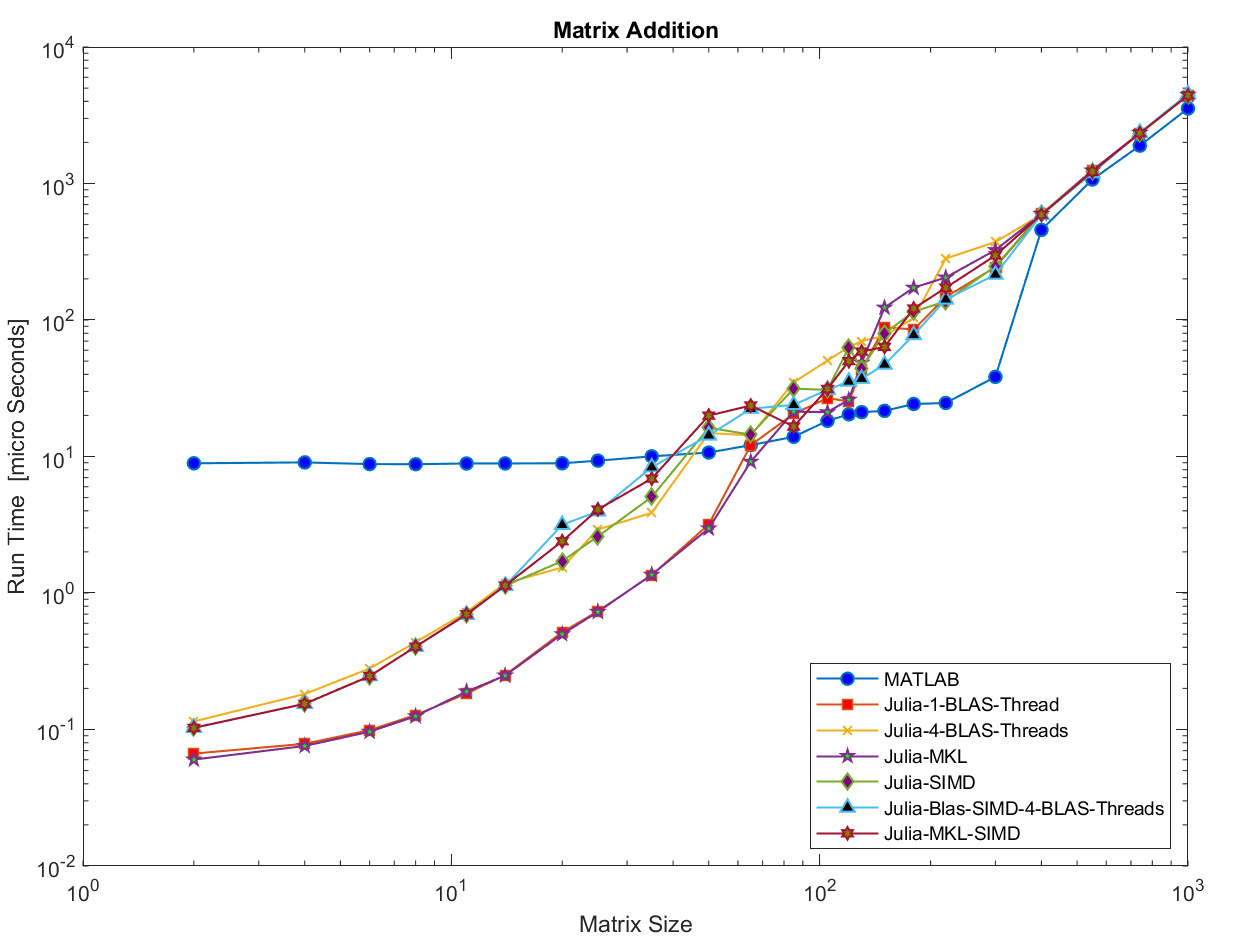 Matrix Addition
10^4
10^3
10^2
10^1
10^0
10^-1
10^-2
Run Time [micro Seconds]
10^0
10^1
10^2
10^3
Matrix Size
MATLAB
Julia-1-BLAS-Thread
Julia-4-BLAS-Threads
Julia-MKL
Julia-SIMD
Julia-Blas-SIMD-4-BLAS-Threads
Julia-MKL-SIMD